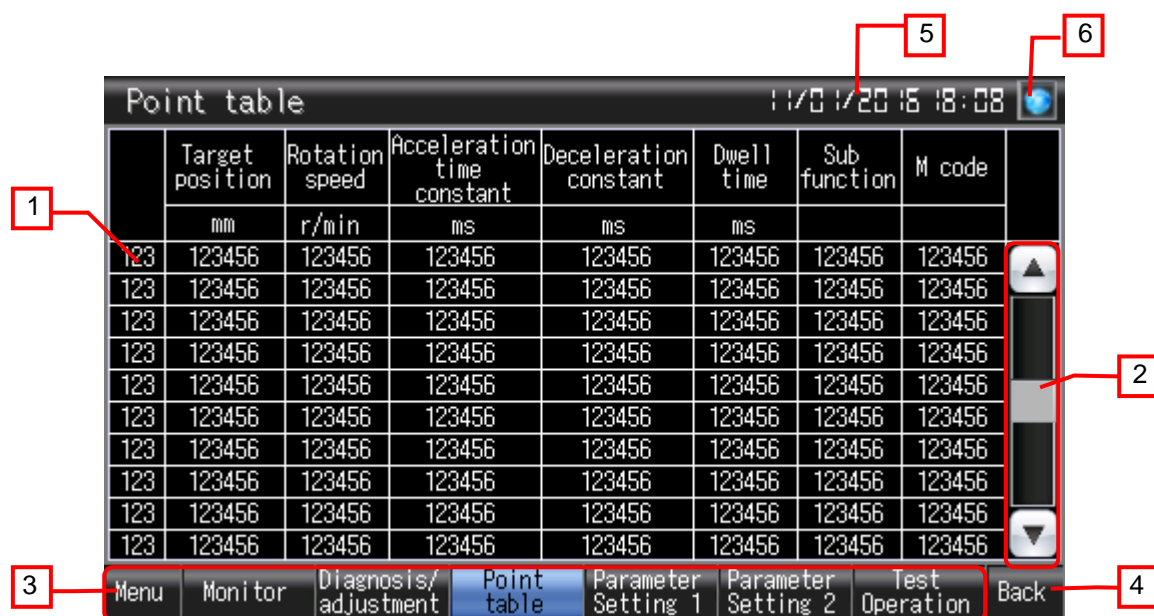 5 6
Point table 11/01/2016 18:08
Target position Rotation speed Acceleration time constant Deceleration constant Dwell time Sub function M code
mm r/min ms ms ms
1
123 123456 123456 123456 123456 123456 123456 123456
123 123456 123456 123456 123456 123456 123456 123456
123 123456 123456 123456 123456 123456 123456 123456
123 123456 123456 123456 123456 123456 123456 123456
123 123456 123456 123456 123456 123456 123456 123456
2
123 123456 123456 123456 123456 123456 123456 123456
123 123456 123456 123456 123456 123456 123456 123456
123 123456 123456 123456 123456 123456 123456 123456
123 123456 123456 123456 123456 123456 123456 123456
123 123456 123456 123456 123456 123456 123456 123456
3 Menu Monitor Diagnosis/ adjustment Point table Parameter Setting 1 Parameter Setting 2 Test Operation Back 4